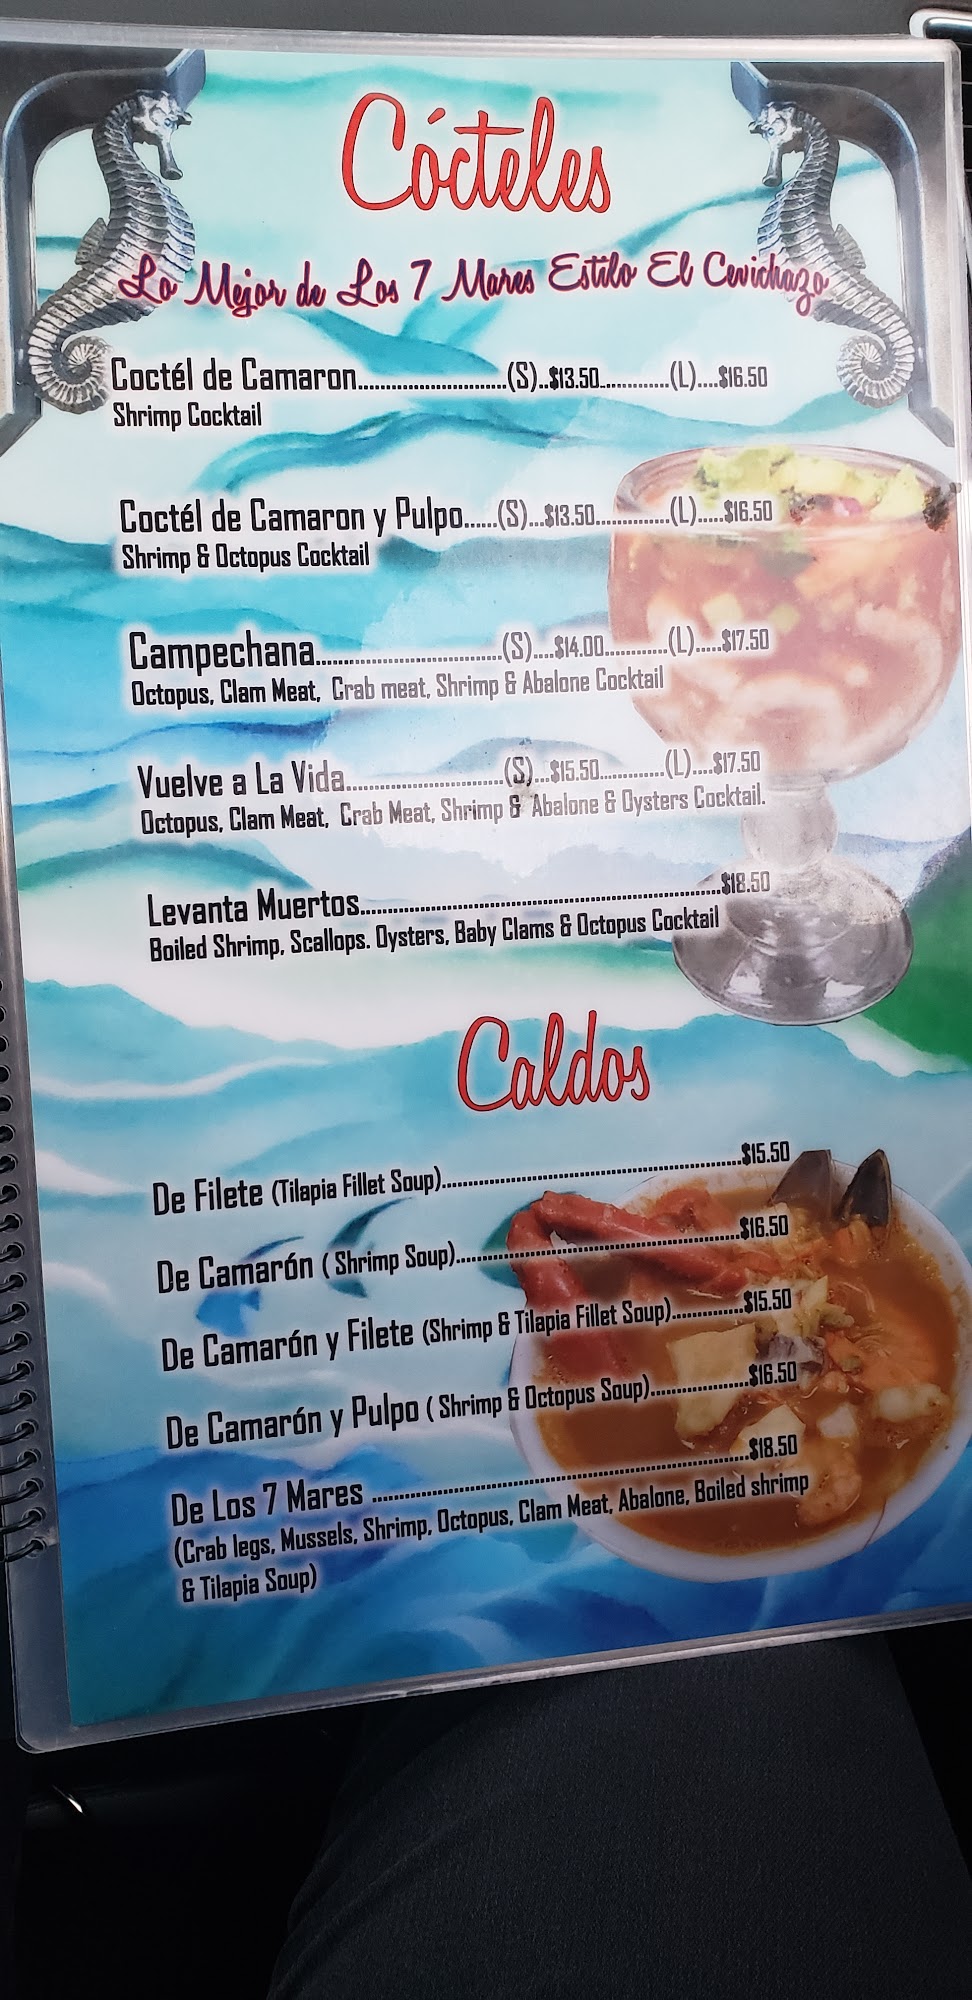 Cócteles
Lo Mejor de Los 7 Mares Estilo El Cevichazo
Coctél de Camaron..............................(S)..$13.50..............(L)....$16.50
Shrimp Cocktail
Coctél de Camaron y Pulpo......(S)...$13.50...............(L).....$16.50
Shrimp & Octopus Cocktail
Campechana......................................(S)....$14.00.............(L).....$17.50
Octopus, Clam Meat, Crab meat, Shrimp & Abalone Cocktail
Vuelve a La Vida................................(S)...$15.50.............(L)....$17.50
Octopus, Clam Meat, Crab Meat, Shrimp & Abalone & Oysters Cocktail.
Levanta Muertos..........................................................................$18.50
Boiled Shrimp, Scallops. Oysters, Baby Clams & Octopus Cocktail
Caldos
De Filete (Tilapia Fillet Soup).............................................................$15.50
De Camarón ( Shrimp Soup)..........................................................$16.50
De Camarón y Filete (Shrimp & Tilapia Fillet Soup)..............$15.50
De Camarón y Pulpo ( Shrimp & Octopus Soup)....................$16.50
De Los 7 Mares ............................................................................$18.50
(Crab legs, Mussels, Shrimp, Octopus, Clam Meat, Abalone, Boiled shrimp
& Tilapia Soup)